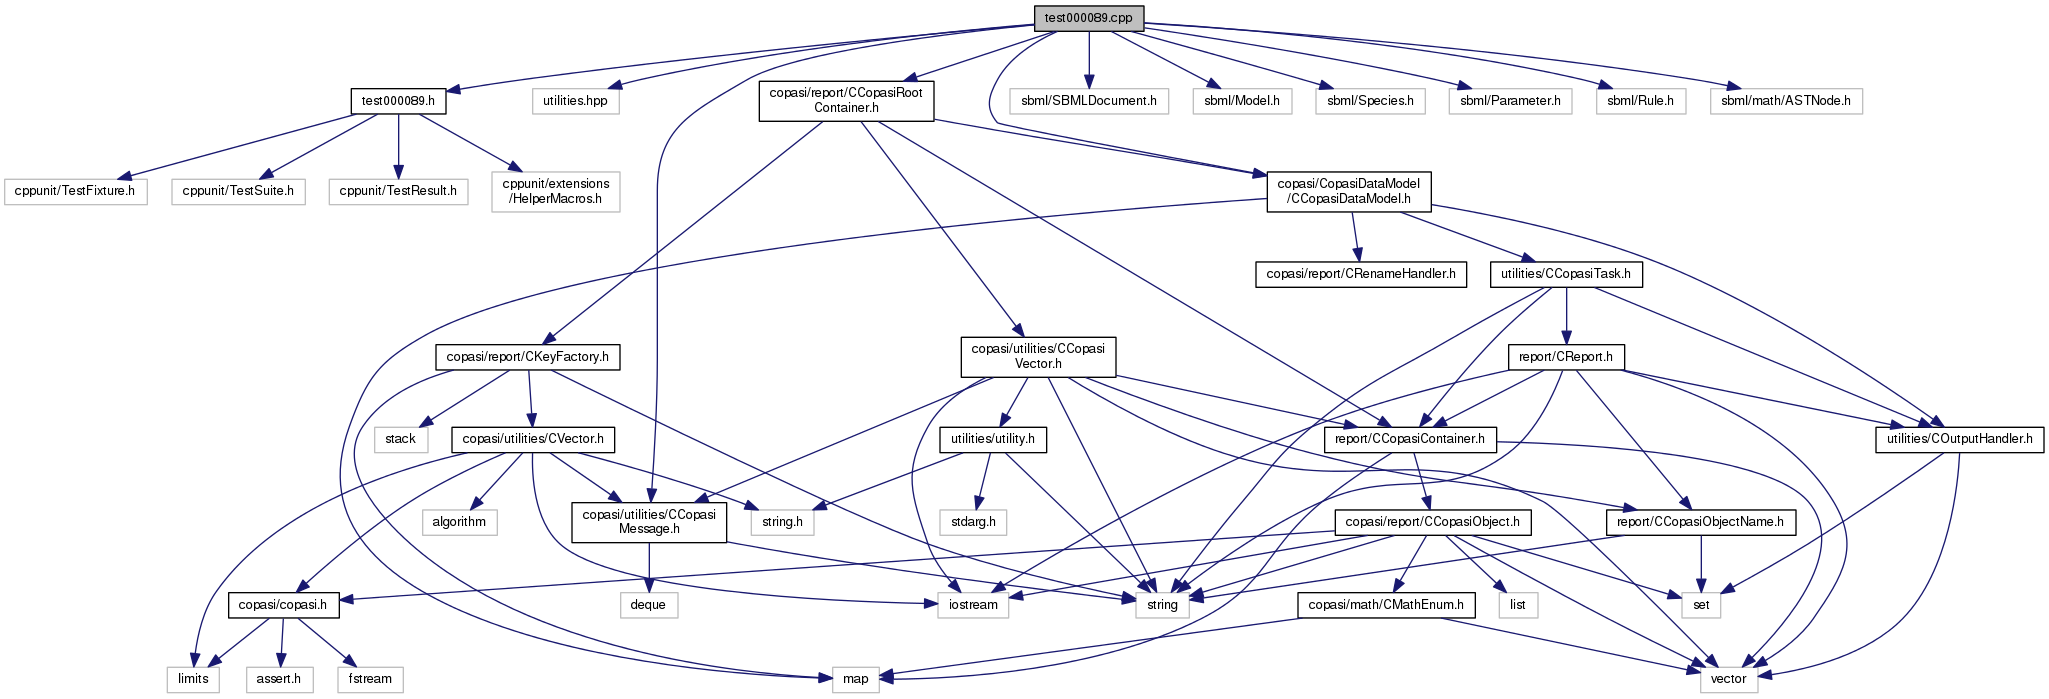 test000089.cpp
test000089.h
utilities.hpp
copasi/report/CCopasiRoot
Container.h
sbml/SBMLDocument.h
sbml/Model.h
sbml/Species.h
sbml/Parameter.h
sbml/Rule.h
sbml/math/ASTNode.h
cppunit/TestFixture.h
cppunit/TestSuite.h
cppunit/TestResult.h
cppunit/extensions
/HelperMacros.h
copasi/CopasiDataModel
/CCopasiDataModel.h
copasi/report/CRenameHandler.h
utilities/CCopasiTask.h
copasi/report/CKeyFactory.h
copasi/utilities/CCopasi
Vector.h
report/CReport.h
stack
copasi/utilities/CVector.h
utilities/utility.h
report/CCopasiContainer.h
utilities/COutputHandler.h
algorithm
copasi/utilities/CCopasi
Message.h
string.h
stdarg.h
copasi/report/CCopasiObject.h
report/CCopasiObjectName.h
copasi/copasi.h
deque
iostream
string
copasi/math/CMathEnum.h
list
set
limits
assert.h
fstream
map
vector